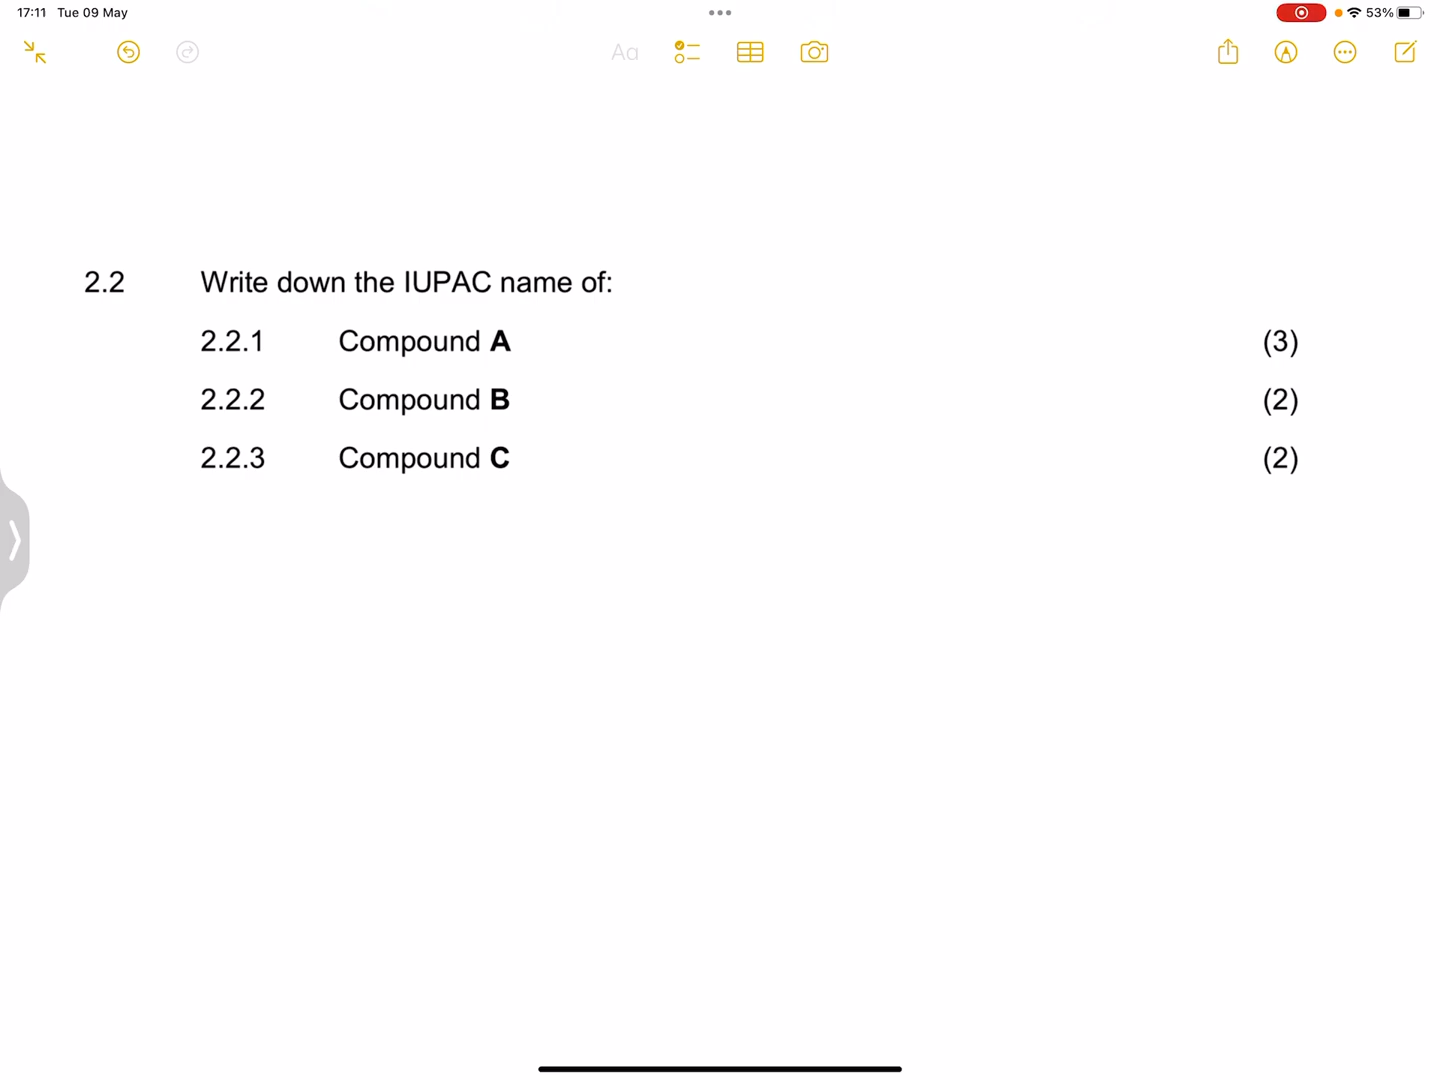 17:11 Tue 09 May
53%
Aa
2.2 Write down the IUPAC name of:
2.2.1 Compound A (3)
2.2.2 Compound B (2)
2.2.3 Compound C (2)